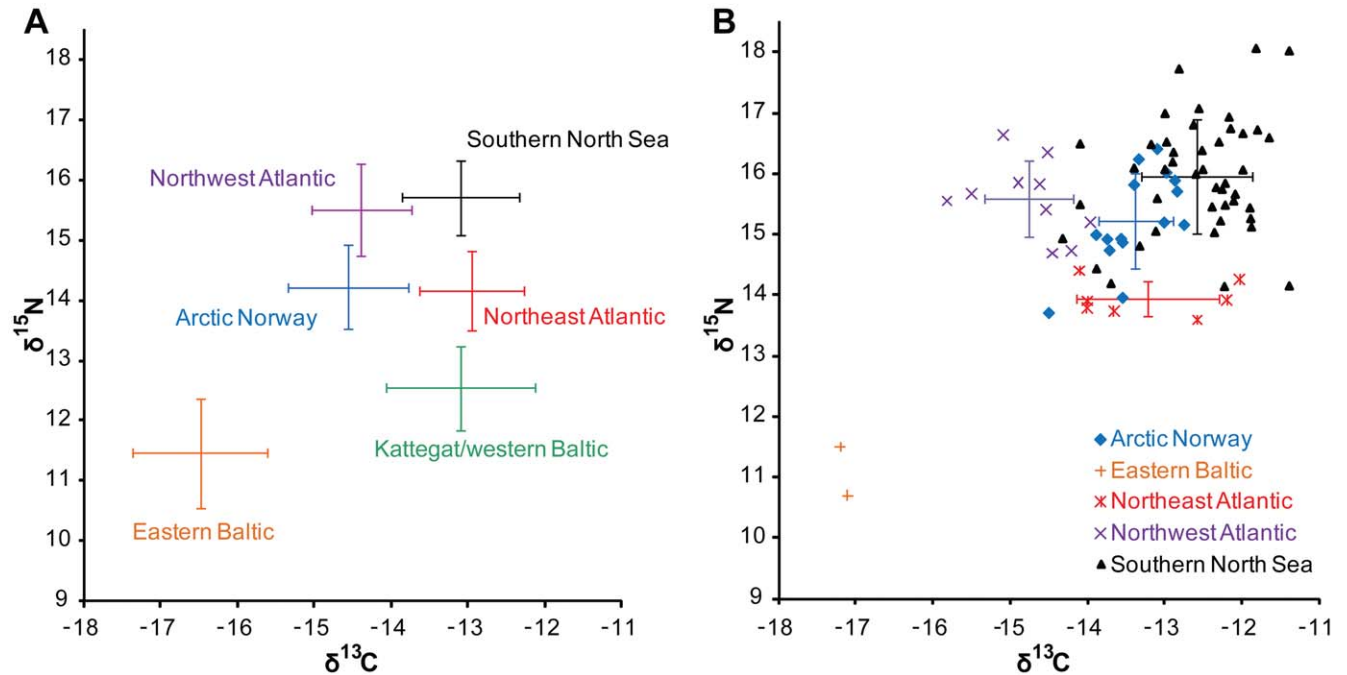 A
18
17
16
15
14
13
12
11
10
9
δ15N
Southern North Sea
Northwest Atlantic
Arctic Norway
Northeast Atlantic
Kattegat/western Baltic
Eastern Baltic
-18 -17 -16 -15 -14 -13 -12 -11
δ13C
B
18
17
16
15
14
13
12
11
10
9
δ15N
Arctic Norway
Eastern Baltic
Northeast Atlantic
Northwest Atlantic
Southern North Sea
-18 -17 -16 -15 -14 -13 -12 -11
δ13C